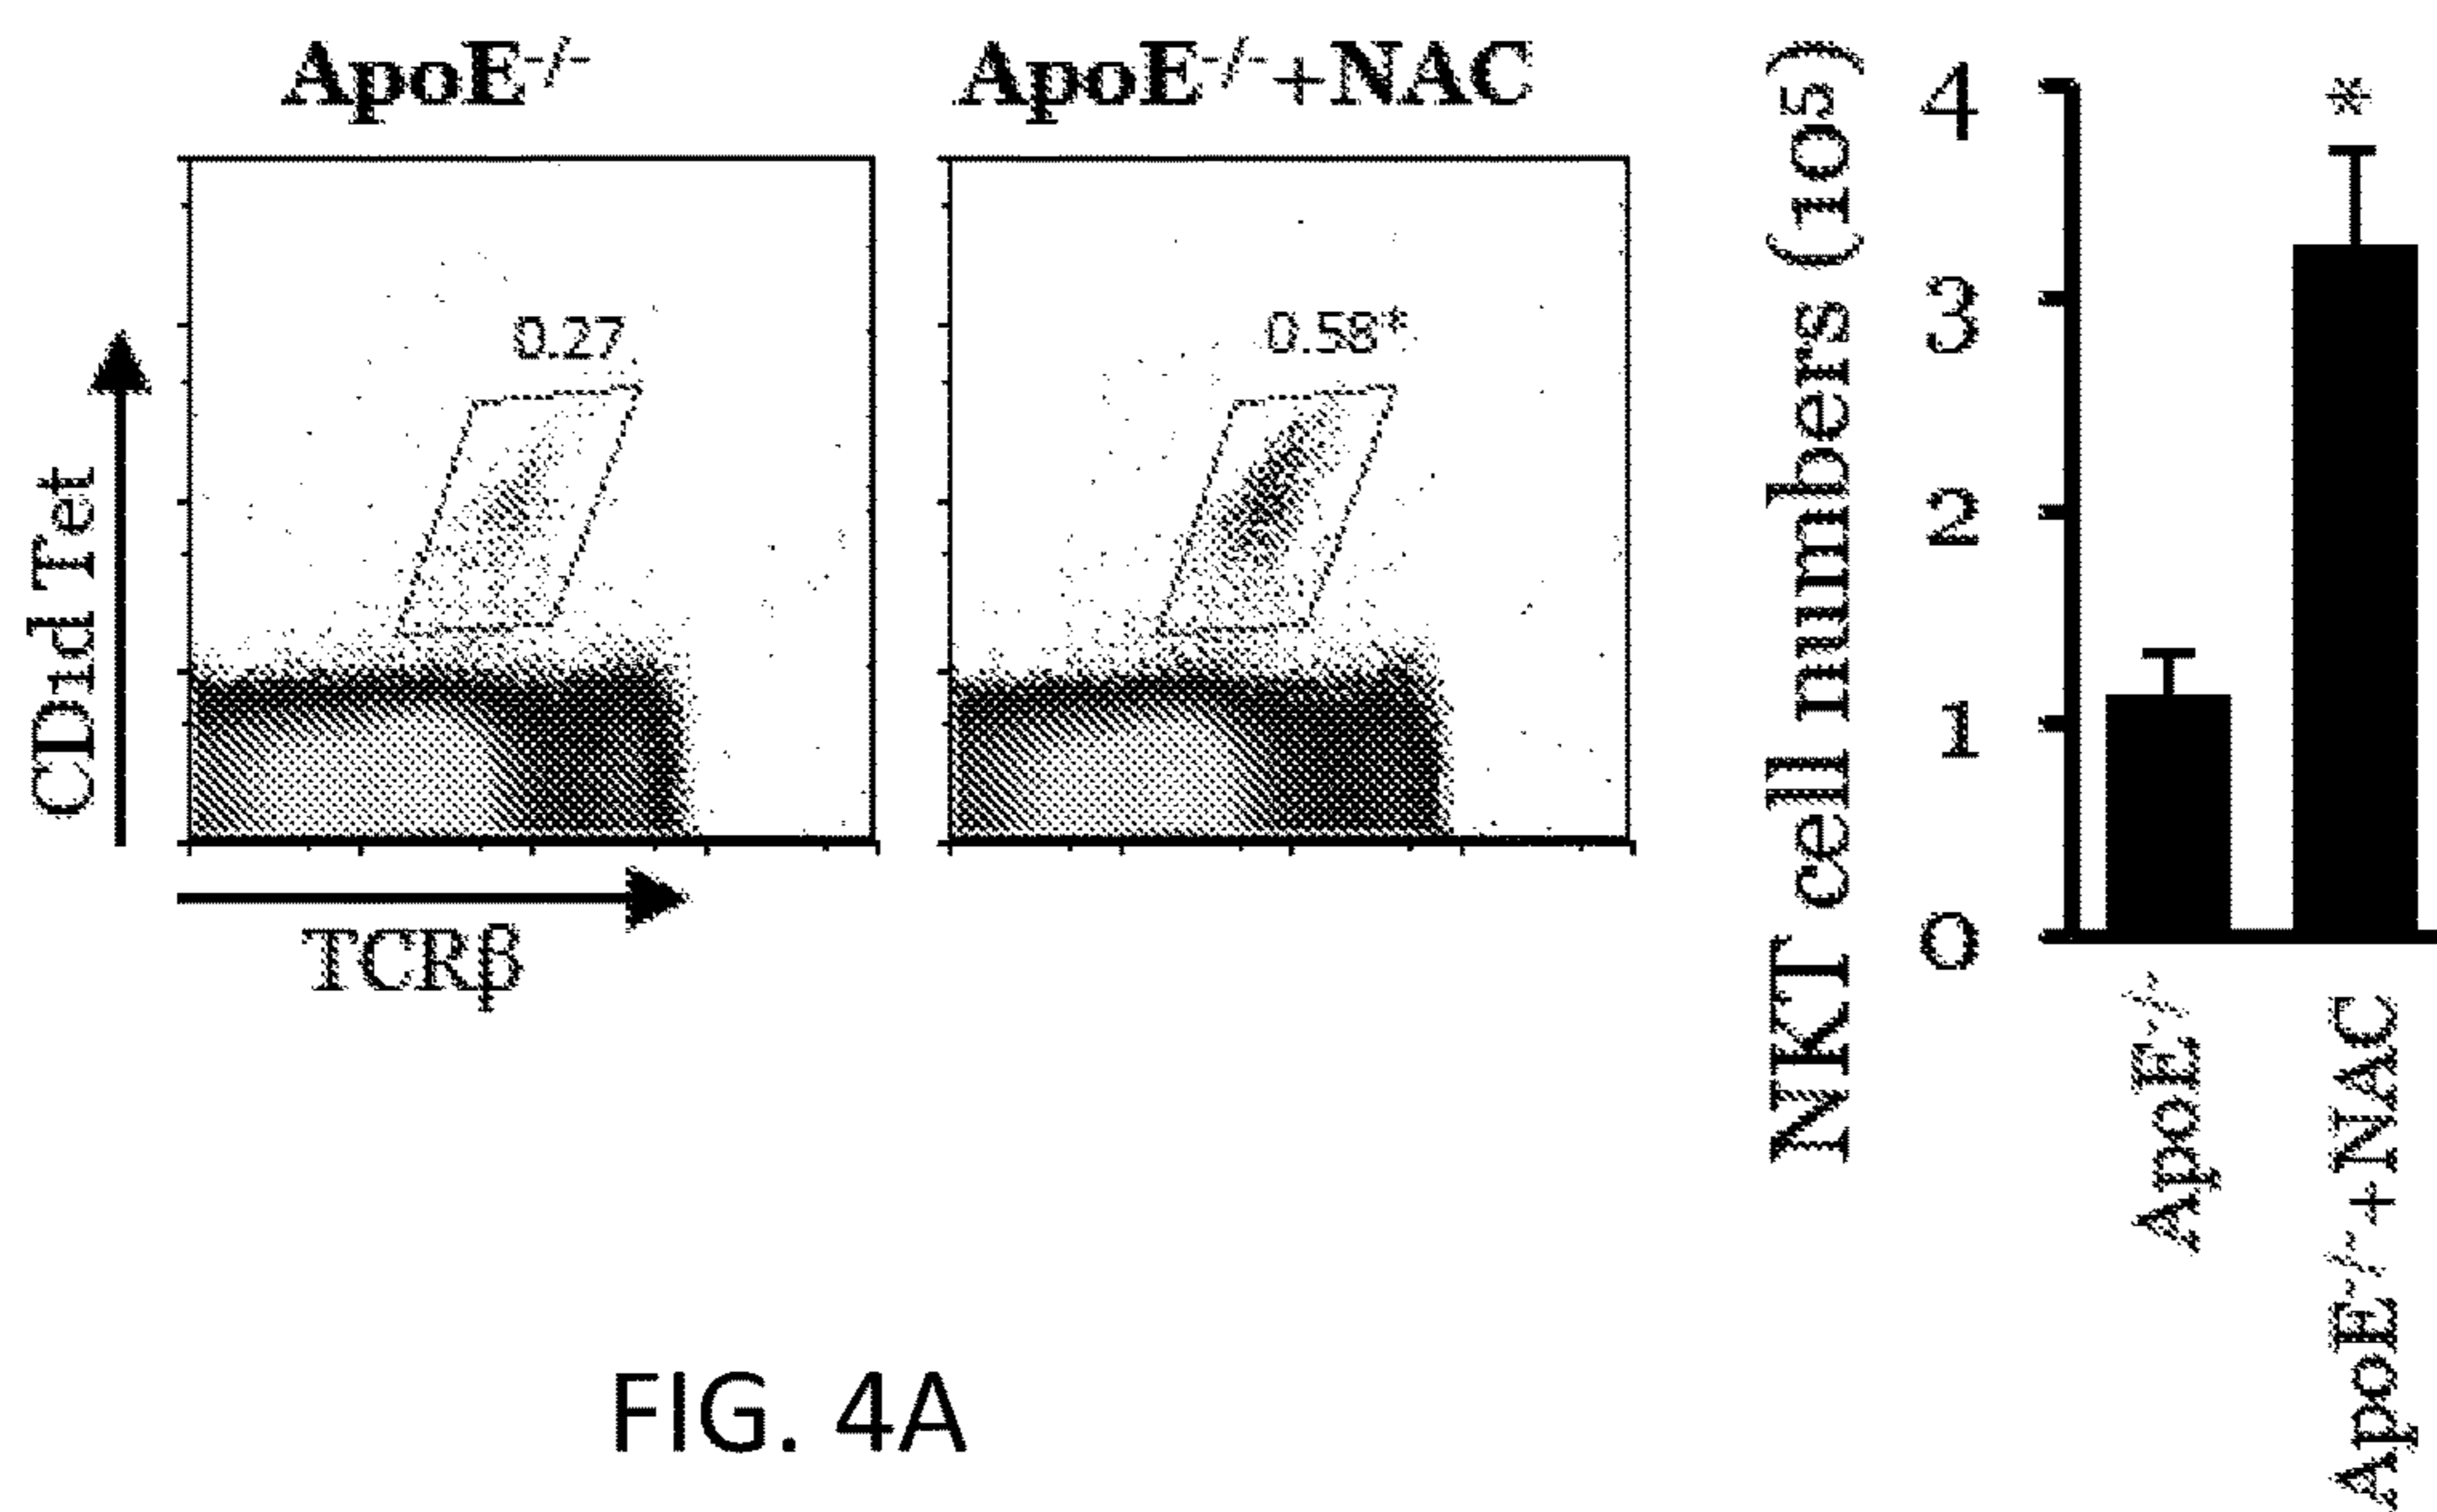 ApoE⁻/⁻
ApoE⁻/⁻+NAC
0.27
0.58*
CD1d Tet
TCRβ
NKT cell numbers (10⁵)
4
3
2
1
0
*
ApoE⁻/⁻
ApoE⁻/⁻+NAC
FIG. 4A